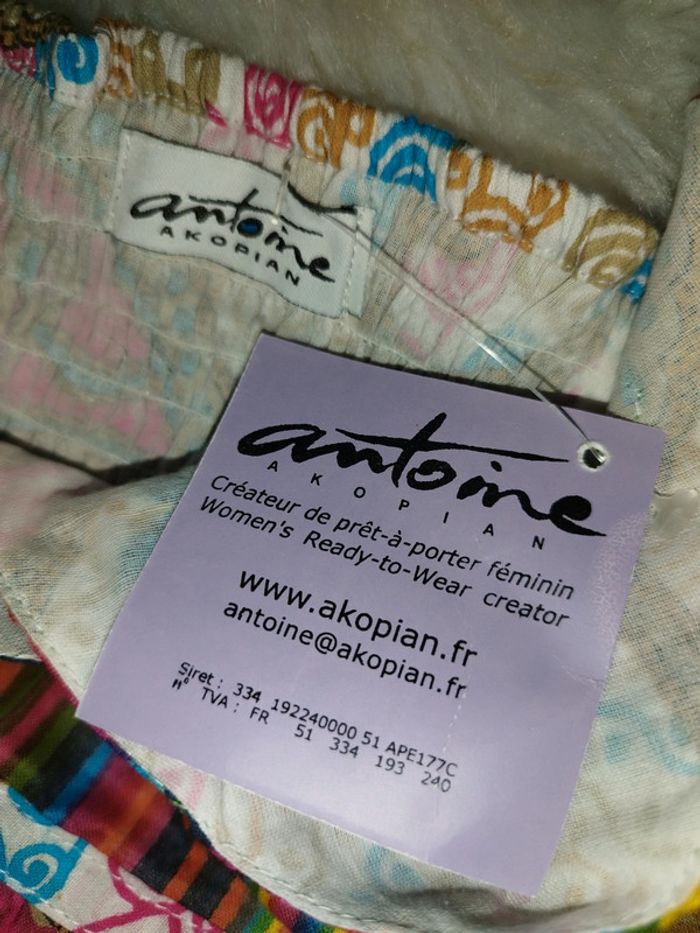 antoine
AKOPIAN
antoine
AKOPIAN
Créateur de prêt-à-porter féminin
Women's Ready-to-Wear creator
www.akopian.fr
antoine@akopian.fr
Siret : 334 192240000 51 APE177C
n° TVA : FR 51 334 193 240